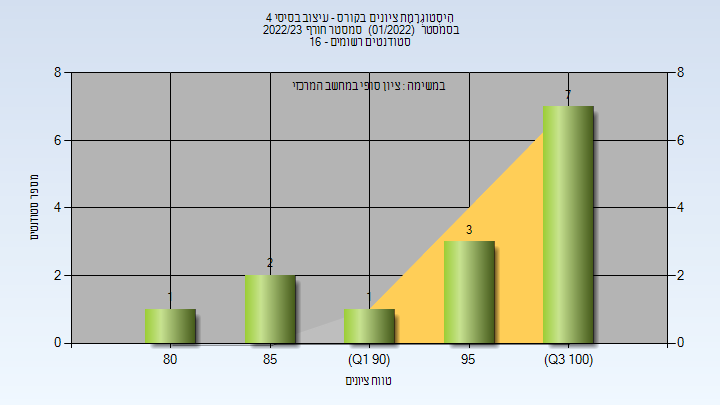 היסטוגרמת ציונים בקורס - עיצוב בסיסי 4
בסמסטר (01/2022) סמסטר חורף 2022/23
סטודנטים רשומים - 16
במשימה : ציון סופי במחשב המרכזי
8
6
4
2
0
8
6
4
2
0
מספר סטודנטים
1
2
1
3
7
80
85
(Q1 90)
95
(Q3 100)
טווח ציונים